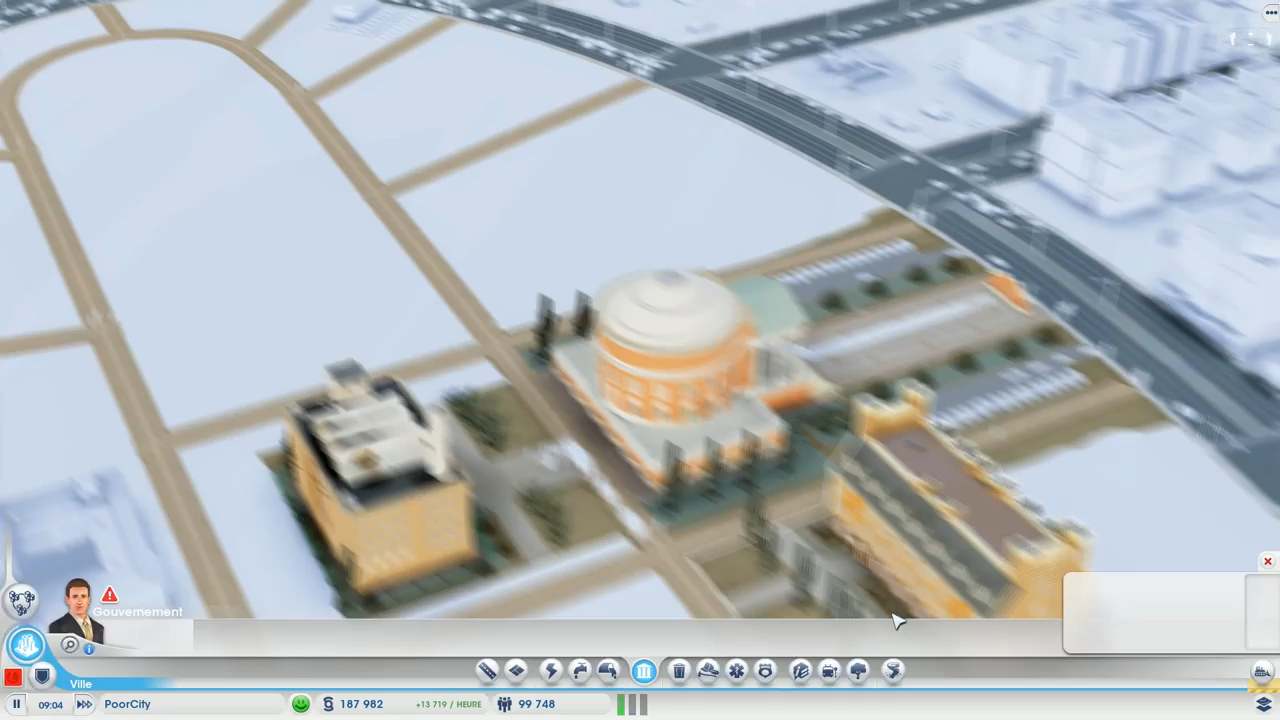 Gouvernement
Ville
09:04
PoorCity
187 982
+13 719 / HEURE
99 748